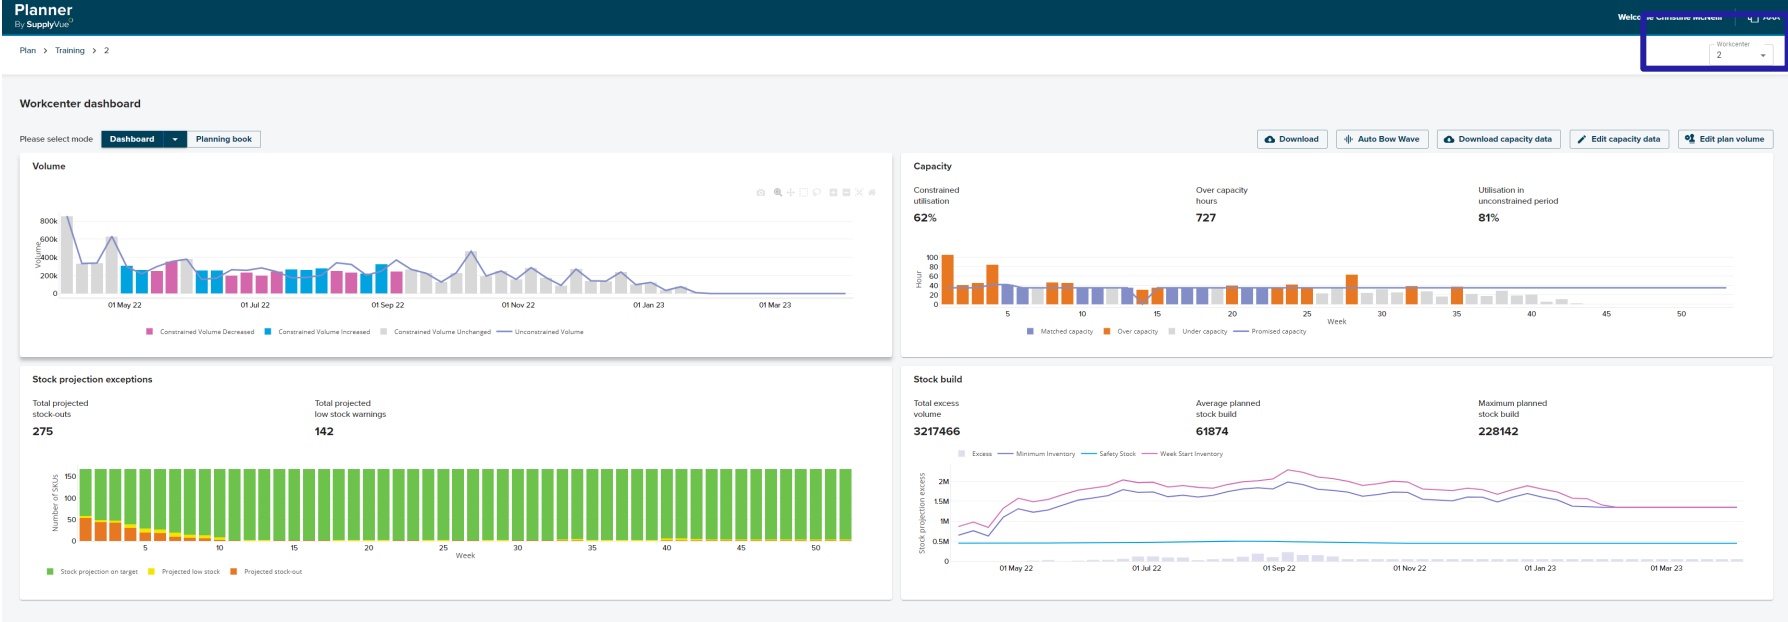 Planner
By SupplyVue
Welcome Christine McNeill
Plan > Training > 2
Workcenter
2
Workcenter dashboard
Please select mode
Dashboard
Planning book
Download
Auto Bow Wave
Download capacity data
Edit capacity data
Edit plan volume
Volume
Volume
800k
600k
400k
200k
0
01 May 22
01 Jul 22
01 Sep 22
01 Nov 22
01 Jan 23
01 Mar 23
Constrained Volume Decreased
Constrained Volume Increased
Constrained Volume Unchanged
Unconstrained Volume
Capacity
Constrained
utilisation
62%
Over capacity
hours
727
Utilisation in
unconstrained period
81%
Hour
100
80
60
40
20
0
5
10
15
20
25
30
35
40
45
50
Week
Matched capacity
Over capacity
Under capacity
Promised capacity
Stock projection exceptions
Total projected
stock-outs
275
Total projected
low stock warnings
142
Number of SKUs
150
100
50
0
5
10
15
20
25
30
35
40
45
50
Week
Stock projection on target
Projected low stock
Projected stock-out
Stock build
Total excess
volume
3217466
Average planned
stock build
61874
Maximum planned
stock build
228142
Excess
Minimum Inventory
Safety Stock
Week Start Inventory
Stock projection excess
2M
1.5M
1M
0.5M
0
01 May 22
01 Jul 22
01 Sep 22
01 Nov 22
01 Jan 23
01 Mar 23